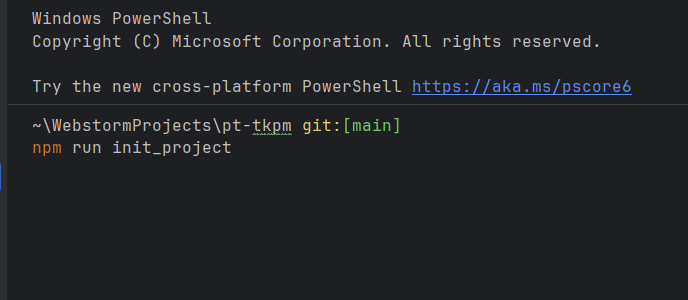 Windows PowerShell
Copyright (C) Microsoft Corporation. All rights reserved.
Try the new cross-platform PowerShell https://aka.ms/pscore6
~\WebstormProjects\pt-tkpm git:[main]
npm run init_project